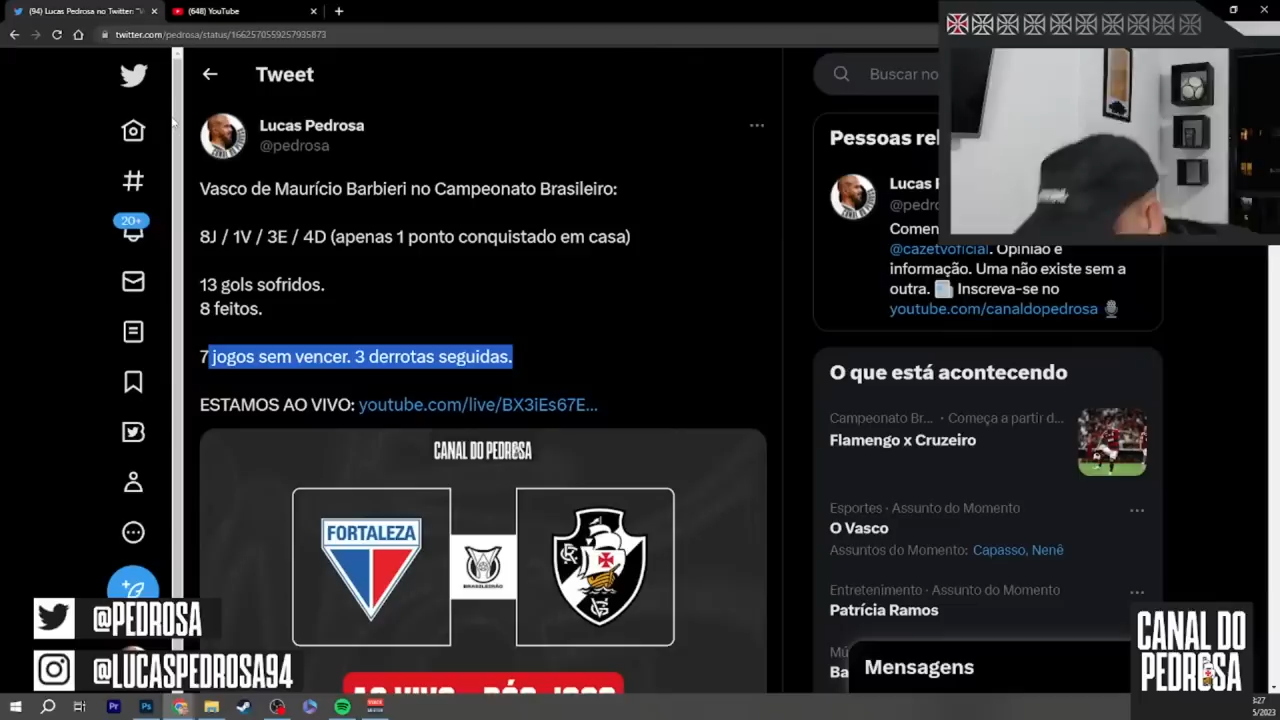 (94) Lucas Pedrosa no Twitter: "V
(648) YouTube
twitter.com/pedrosa/status/1662570559257935873
Tweet
Buscar no
Lucas Pedrosa
@pedrosa
Vasco de Maurício Barbieri no Campeonato Brasileiro:
8J / 1V / 3E / 4D (apenas 1 ponto conquistado em casa)
13 gols sofridos.
8 feitos.
7 jogos sem vencer. 3 derrotas seguidas.
ESTAMOS AO VIVO: youtube.com/live/BX3iEs67E...
CANAL DO PEDROSA
FORTALEZA
BRASILEIRÃO
CR
VG
20+
Pessoas rel
Lucas
@pedro
Comen
@cazetvoficial. Opinião e
informação. Uma não existe sem a
outra. Inscreva-se no
youtube.com/canaldopedrosa
O que está acontecendo
Campeonato Br... · Começa a partir d...
Flamengo x Cruzeiro
Esportes · Assunto do Momento
O Vasco
Assuntos do Momento: Capasso, Nenê
Entretenimento · Assunto do Momento
Patrícia Ramos
Mú
Ba
Mensagens
@PEDROSA
@LUCASPEDROSA94
CANAL DO
PEDROSA